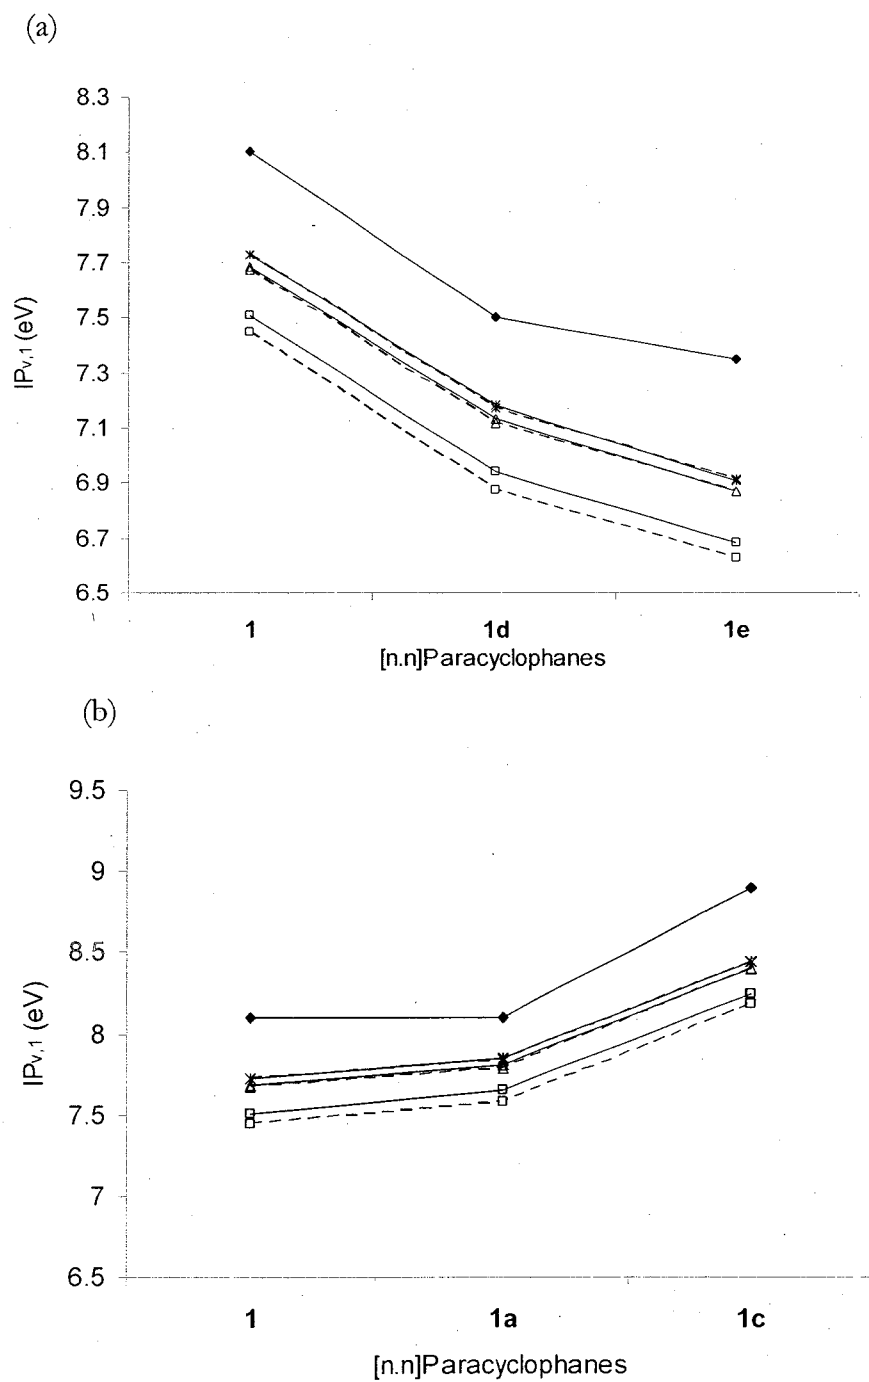 (a)
8.3
8.1
7.9
7.7
7.5
7.3
7.1
6.9
6.7
6.5
IPv,1 (eV)
1 1d 1e
[n.n]Paracyclophanes
(b)
9.5
9
8.5
8
7.5
7
6.5
IPv,1 (eV)
1 1a 1c
[n.n]Paracyclophanes